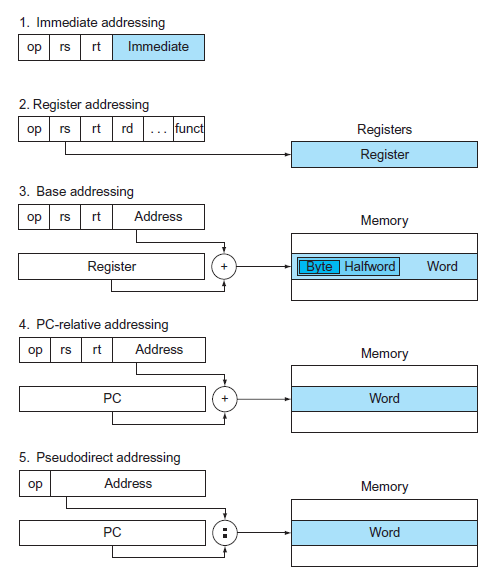 1. Immediate addressing
op rs rt Immediate
2. Register addressing
op rs rt rd ... funct Registers
Register
3. Base addressing
op rs rt Address Memory
Register + Byte Halfword Word
4. PC-relative addressing
op rs rt Address Memory
PC + Word
5. Pseudodirect addressing
op Address Memory
PC : Word